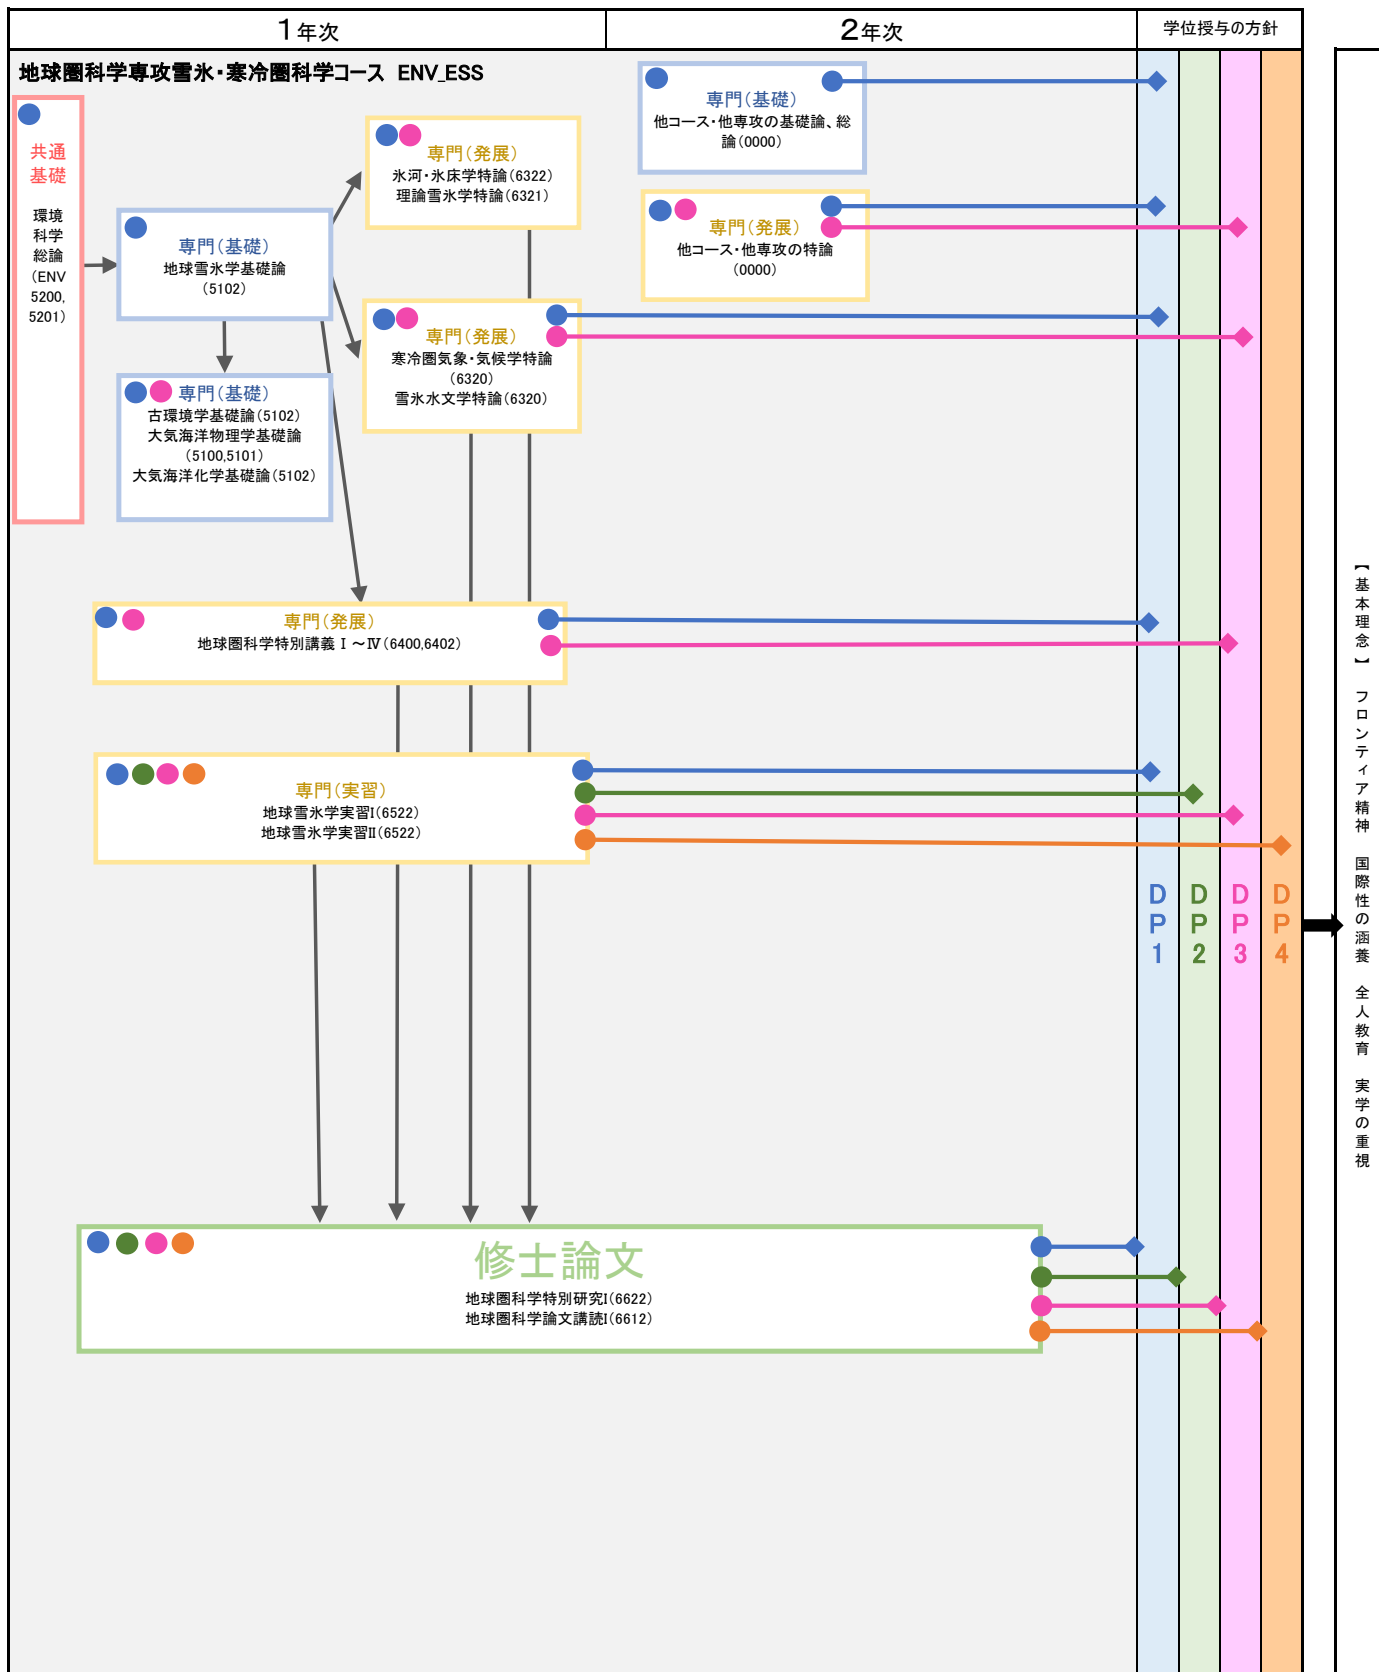 1年次
2年次
学位授与の方針
地球圏科学専攻雪氷・寒冷圏科学コース ENV_ESS
共通
基礎
環境
科学
総論
（ENV
5200,
5201）
専門（基礎）
地球雪氷学基礎論
（5102）
専門（基礎）
古環境学基礎論（5102）
大気海洋物理学基礎論
（5100,5101）
大気海洋化学基礎論（5102）
専門（発展）
氷河・氷床学特論（6322）
理論雪氷学特論（6321）
専門（発展）
寒冷圏気象・気候学特論
（6320）
雪氷水文学特論（6320）
専門（基礎）
他コース・他専攻の基礎論、総
論（0000）
専門（発展）
他コース・他専攻の特論
（0000）
専門（発展）
地球圏科学特別講義Ⅰ～Ⅳ（6400,6402）
専門（実習）
地球雪氷学実習I（6522）
地球雪氷学実習II（6522）
修士論文
地球圏科学特別研究I（6622）
地球圏科学論文講読I（6612）
DP1
DP2
DP3
DP4
【基本理念】 フロンティア精神 国際性の涵養 全人教育 実学の重視